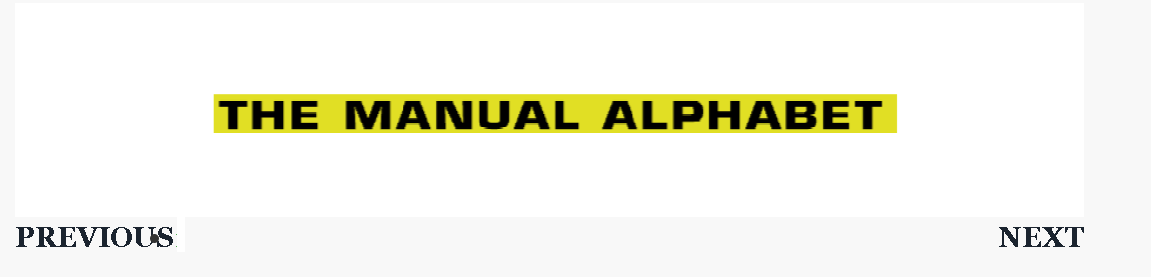 THE MANUAL ALPHABET
PREVIOUS NEXT